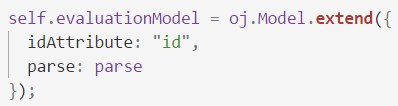 self.evaluationModel = oj.Model.extend({
  idAttribute: "id",
  parse: parse
});